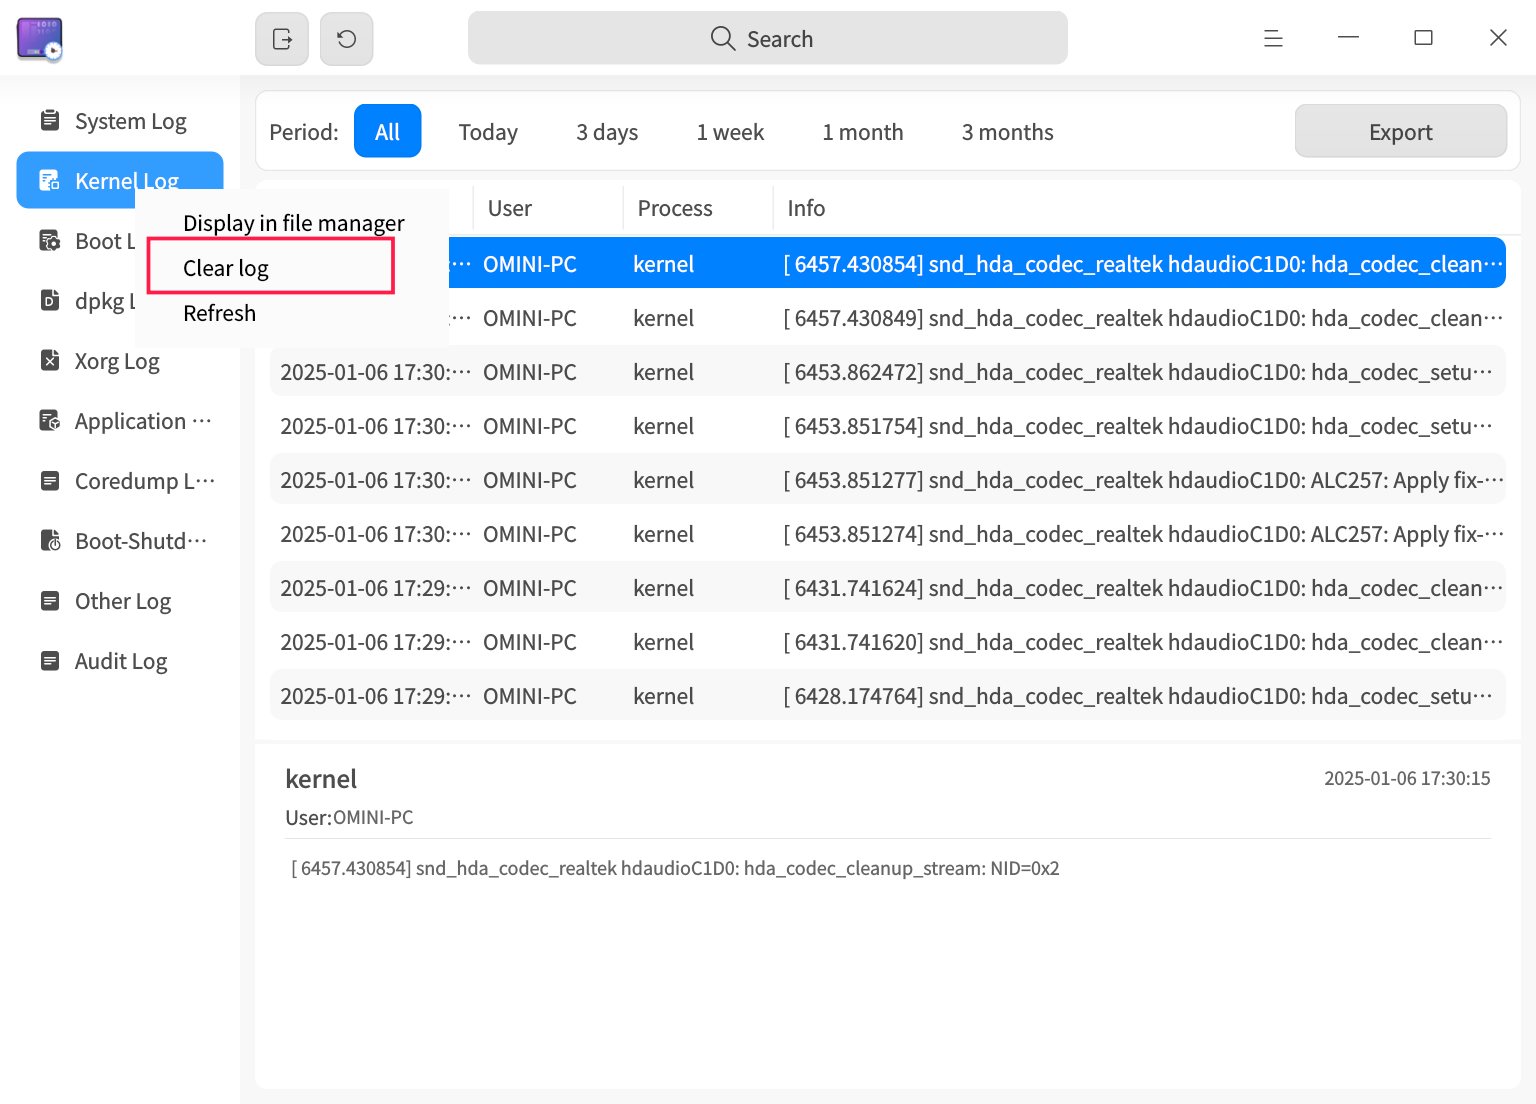 Search
System Log
Kernel Log
Boot L
dpkg L
Xorg Log
Application ···
Coredump L···
Boot-Shutd···
Other Log
Audit Log
Display in file manager
Clear log
Refresh
Period: All Today 3 days 1 week 1 month 3 months Export
User Process Info
:··· OMINI-PC kernel [ 6457.430854] snd_hda_codec_realtek hdaudioC1D0: hda_codec_clean···
:··· OMINI-PC kernel [ 6457.430849] snd_hda_codec_realtek hdaudioC1D0: hda_codec_clean···
2025-01-06 17:30:··· OMINI-PC kernel [ 6453.862472] snd_hda_codec_realtek hdaudioC1D0: hda_codec_setu···
2025-01-06 17:30:··· OMINI-PC kernel [ 6453.851754] snd_hda_codec_realtek hdaudioC1D0: hda_codec_setu···
2025-01-06 17:30:··· OMINI-PC kernel [ 6453.851277] snd_hda_codec_realtek hdaudioC1D0: ALC257: Apply fix-···
2025-01-06 17:30:··· OMINI-PC kernel [ 6453.851274] snd_hda_codec_realtek hdaudioC1D0: ALC257: Apply fix-···
2025-01-06 17:29:··· OMINI-PC kernel [ 6431.741624] snd_hda_codec_realtek hdaudioC1D0: hda_codec_clean···
2025-01-06 17:29:··· OMINI-PC kernel [ 6431.741620] snd_hda_codec_realtek hdaudioC1D0: hda_codec_clean···
2025-01-06 17:29:··· OMINI-PC kernel [ 6428.174764] snd_hda_codec_realtek hdaudioC1D0: hda_codec_setu···
kernel 2025-01-06 17:30:15
User:OMINI-PC
[ 6457.430854] snd_hda_codec_realtek hdaudioC1D0: hda_codec_cleanup_stream: NID=0x2